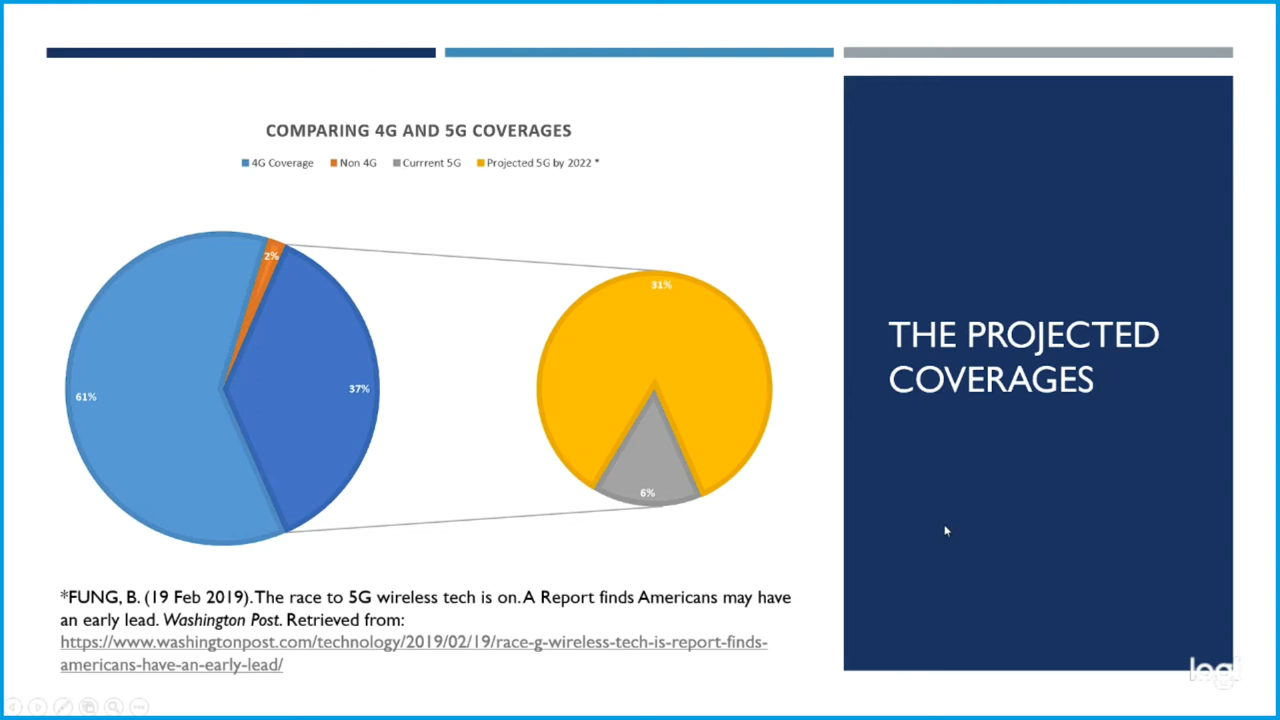 COMPARING 4G AND 5G COVERAGES
4G Coverage Non 4G Currrent 5G Projected 5G by 2022 *
2%
61%
37%
31%
6%
THE PROJECTED
COVERAGES
*FUNG, B. (19 Feb 2019). The race to 5G wireless tech is on. A Report finds Americans may have
an early lead. Washington Post. Retrieved from:
https://www.washingtonpost.com/technology/2019/02/19/race-g-wireless-tech-is-report-finds-
americans-have-an-early-lead/
logi